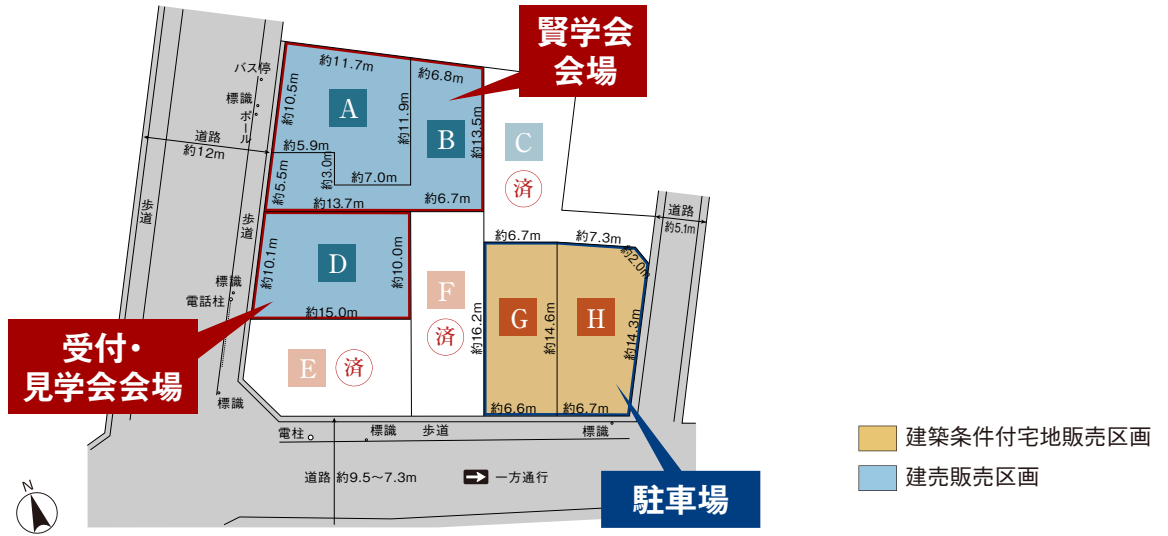 賢学会
会場
約11.7m
約6.8m
バス停
約10.5m
標識
ポール
A
約11.9m
B
約13.5m
C
済
道路
約12m
約5.9m
約3.0m
約7.0m
約5.5m
約13.7m
約6.7m
歩道
歩道
道路
約5.1m
約6.7m
約7.3m
約2.0m
D
約10.1m
約10.0m
約15.0m
標識
電話柱
F
済
約16.2m
G
約14.6m
H
約14.3m
受付・
見学会会場
E
済
標識
約6.6m
約6.7m
電柱
標識
歩道
標識
道路 約9.5〜7.3m
一方通行
駐車場
N
建築条件付宅地販売区画
建売販売区画